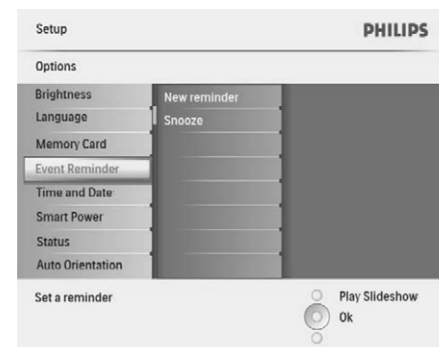 Setup
PHILIPS
Options
Brightness
Language
Memory Card
Event Reminder
Time and Date
Smart Power
Status
Auto Orientation
New reminder
Snooze
Set a reminder
Play Slideshow
Ok